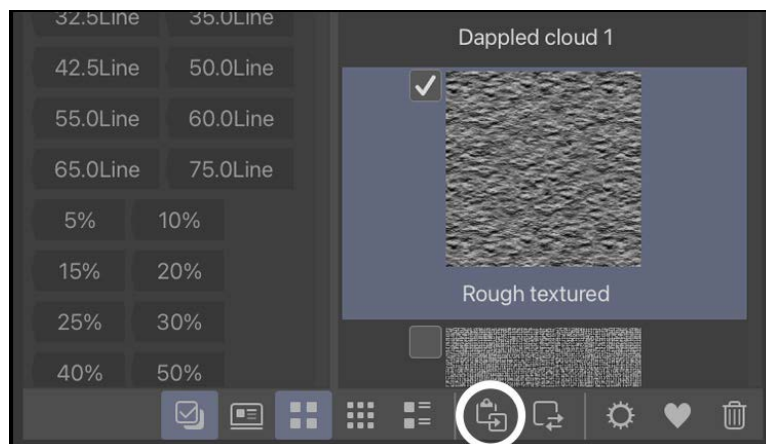 32.5Line 35.0Line
42.5Line 50.0Line
55.0Line 60.0Line
65.0Line 75.0Line
5% 10%
15% 20%
25% 30%
40% 50%
Dappled cloud 1
Rough textured